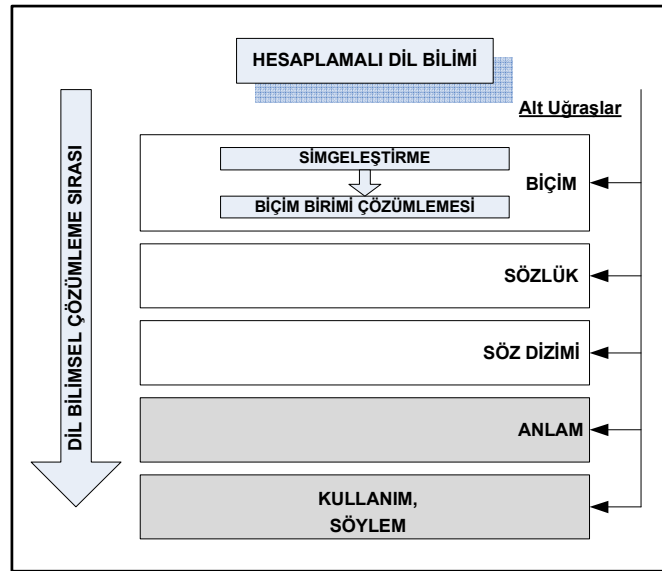 HESAPLAMALI DİL BİLİMİ
Alt Uğraşlar
DİL BİLİMSEL ÇÖZÜMLEME SIRASI
SİMGELEŞTİRME
BİÇİM BİRİMİ ÇÖZÜMLEMESİ
BİÇİM
SÖZLÜK
SÖZ DİZİMİ
ANLAM
KULLANIM,
SÖYLEM